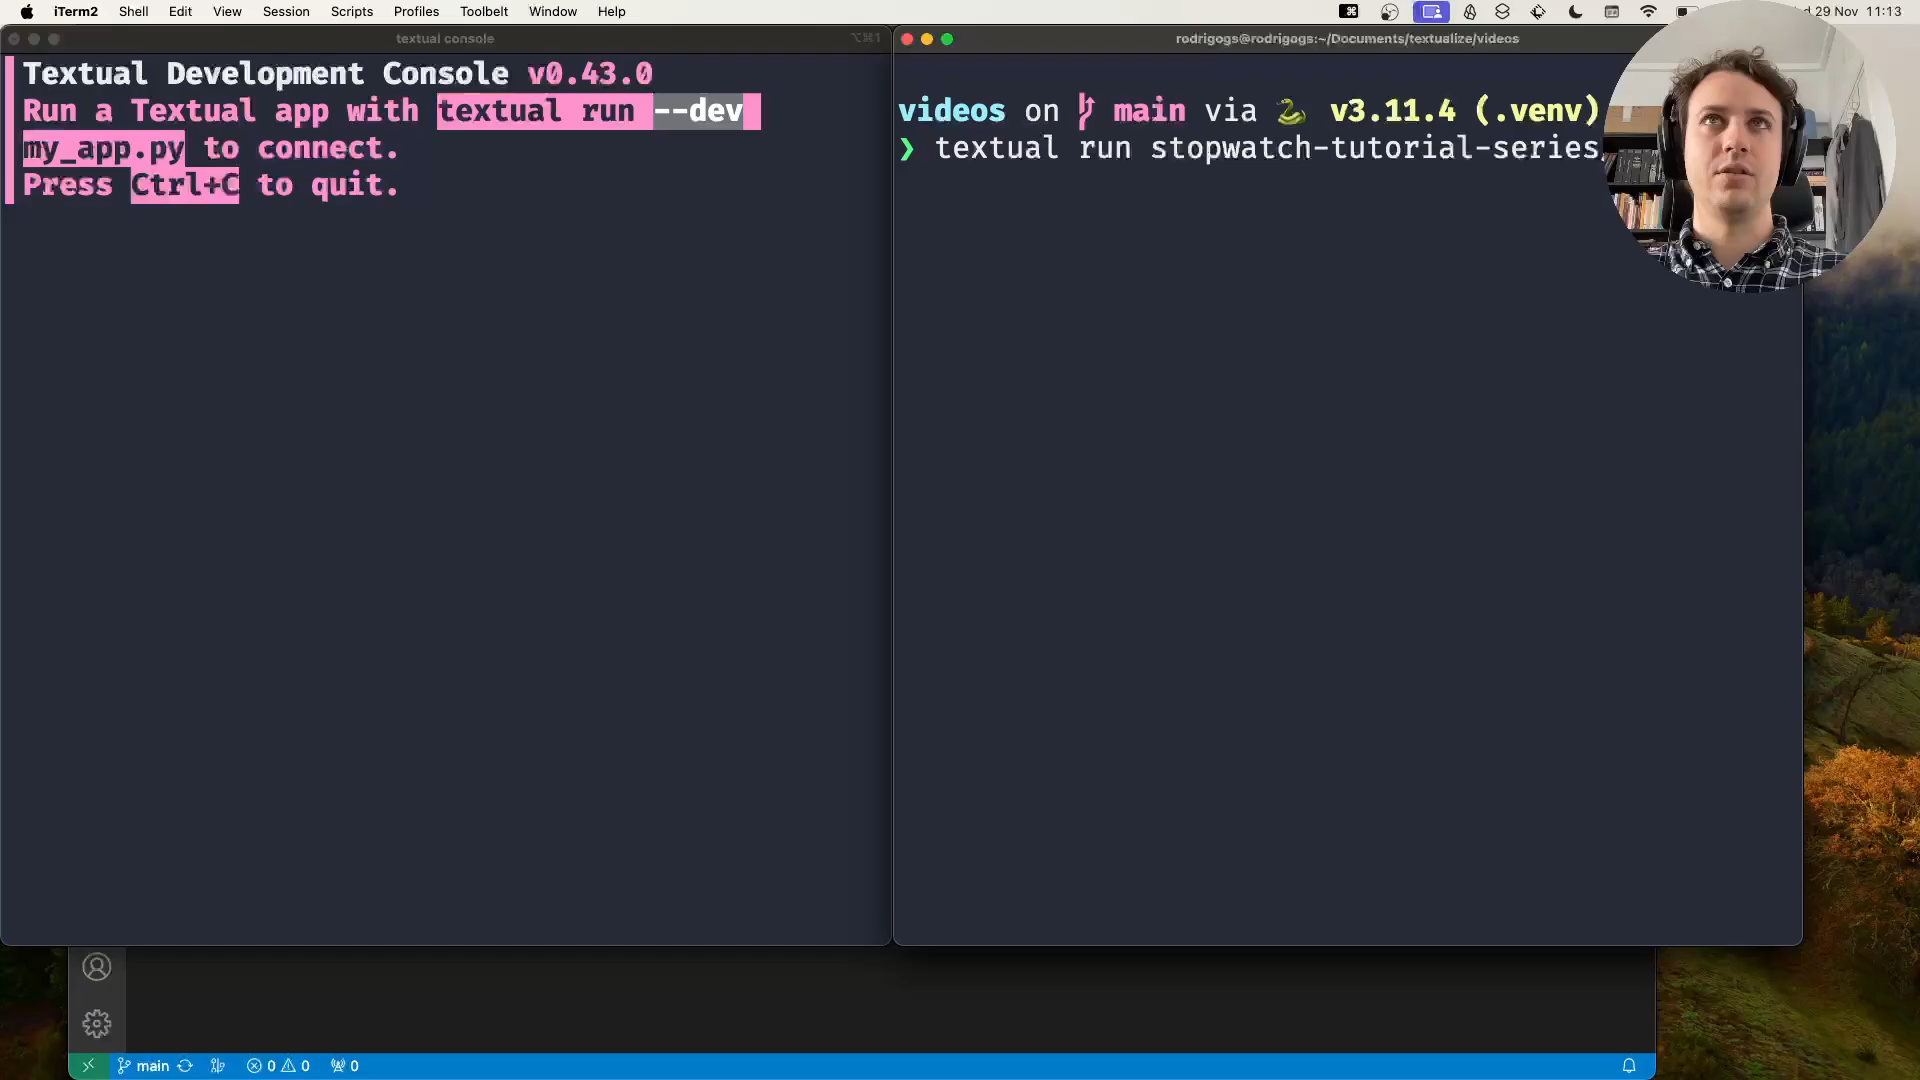 iTerm2 Shell Edit View Session Scripts Profiles Toolbelt Window Help
29 Nov 11:13
textual console ⌥⌘1
Textual Development Console v0.43.0
Run a Textual app with textual run --dev
my_app.py to connect.
Press Ctrl+C to quit.
rodrigogs@rodrigogs:~/Documents/textualize/videos
videos on main via 🐍 v3.11.4 (.venv)
❯ textual run stopwatch-tutorial-series
main 0 0 0